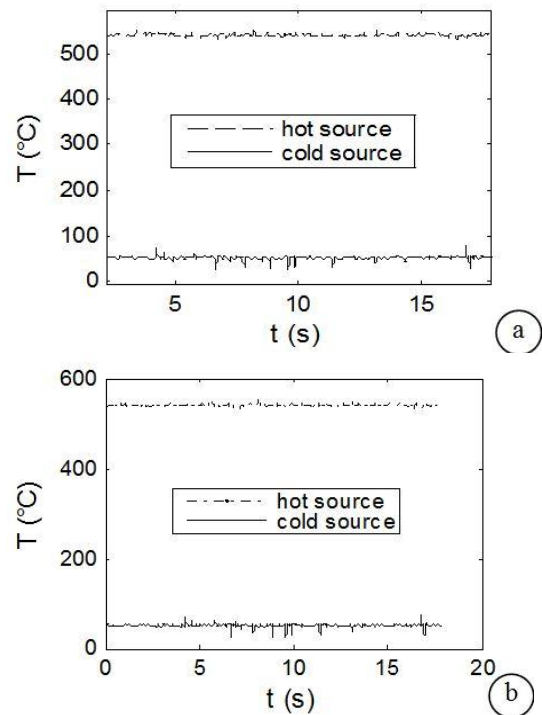 500
400
300
200
100
0
T (°C)
hot source
cold source
5 10 15
t (s)
a
600
400
200
0
T (°C)
hot source
cold source
0 5 10 15 20
t (s)
b